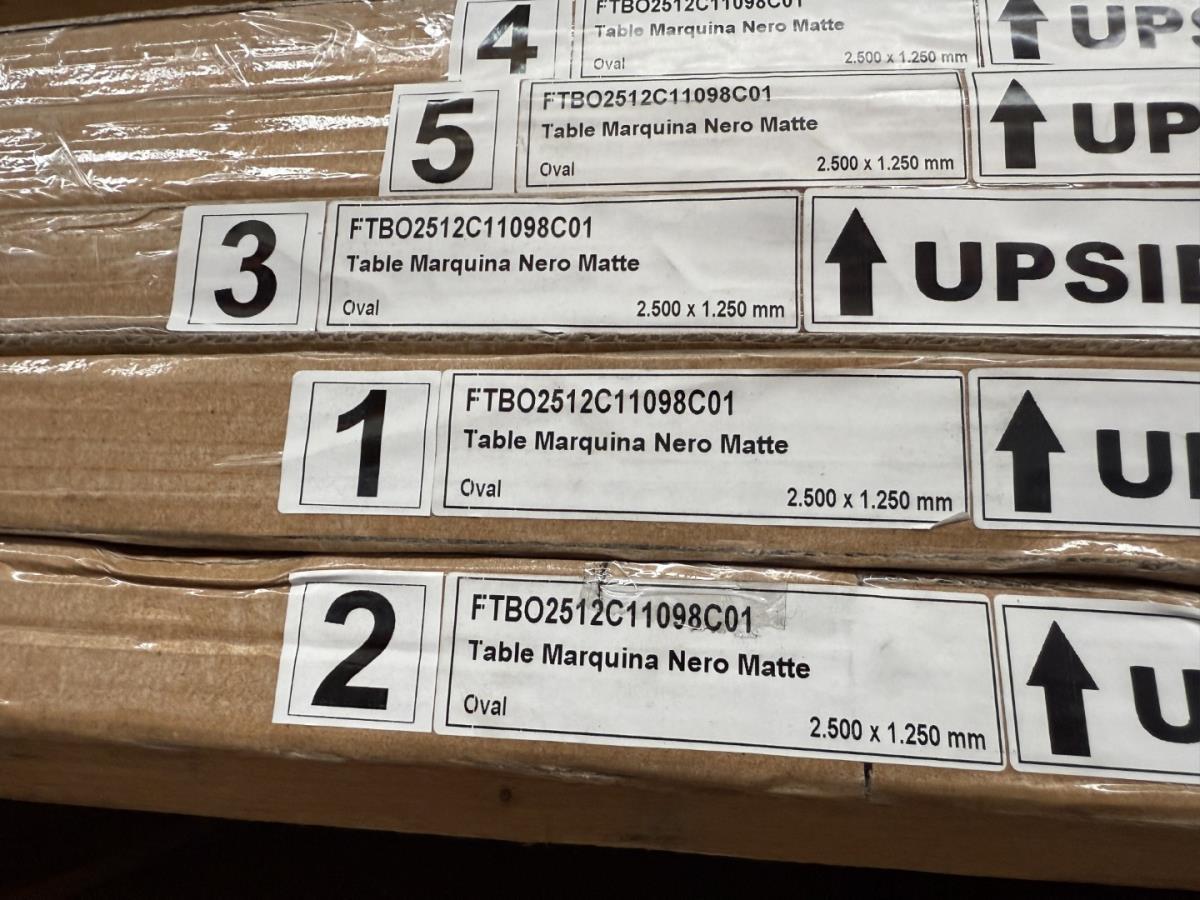 4
FTBO2512C11098C01
Table Marquina Nero Matte
Oval
2.500 x 1.250 mm
UPS
5
FTBO2512C11098C01
Table Marquina Nero Matte
Oval
2.500 x 1.250 mm
UP
3
FTBO2512C11098C01
Table Marquina Nero Matte
Oval
2.500 x 1.250 mm
UPSI
1
FTBO2512C11098C01
Table Marquina Nero Matte
Oval
2.500 x 1.250 mm
U
2
FTBO2512C11098C01
Table Marquina Nero Matte
Oval
2.500 x 1.250 mm
U